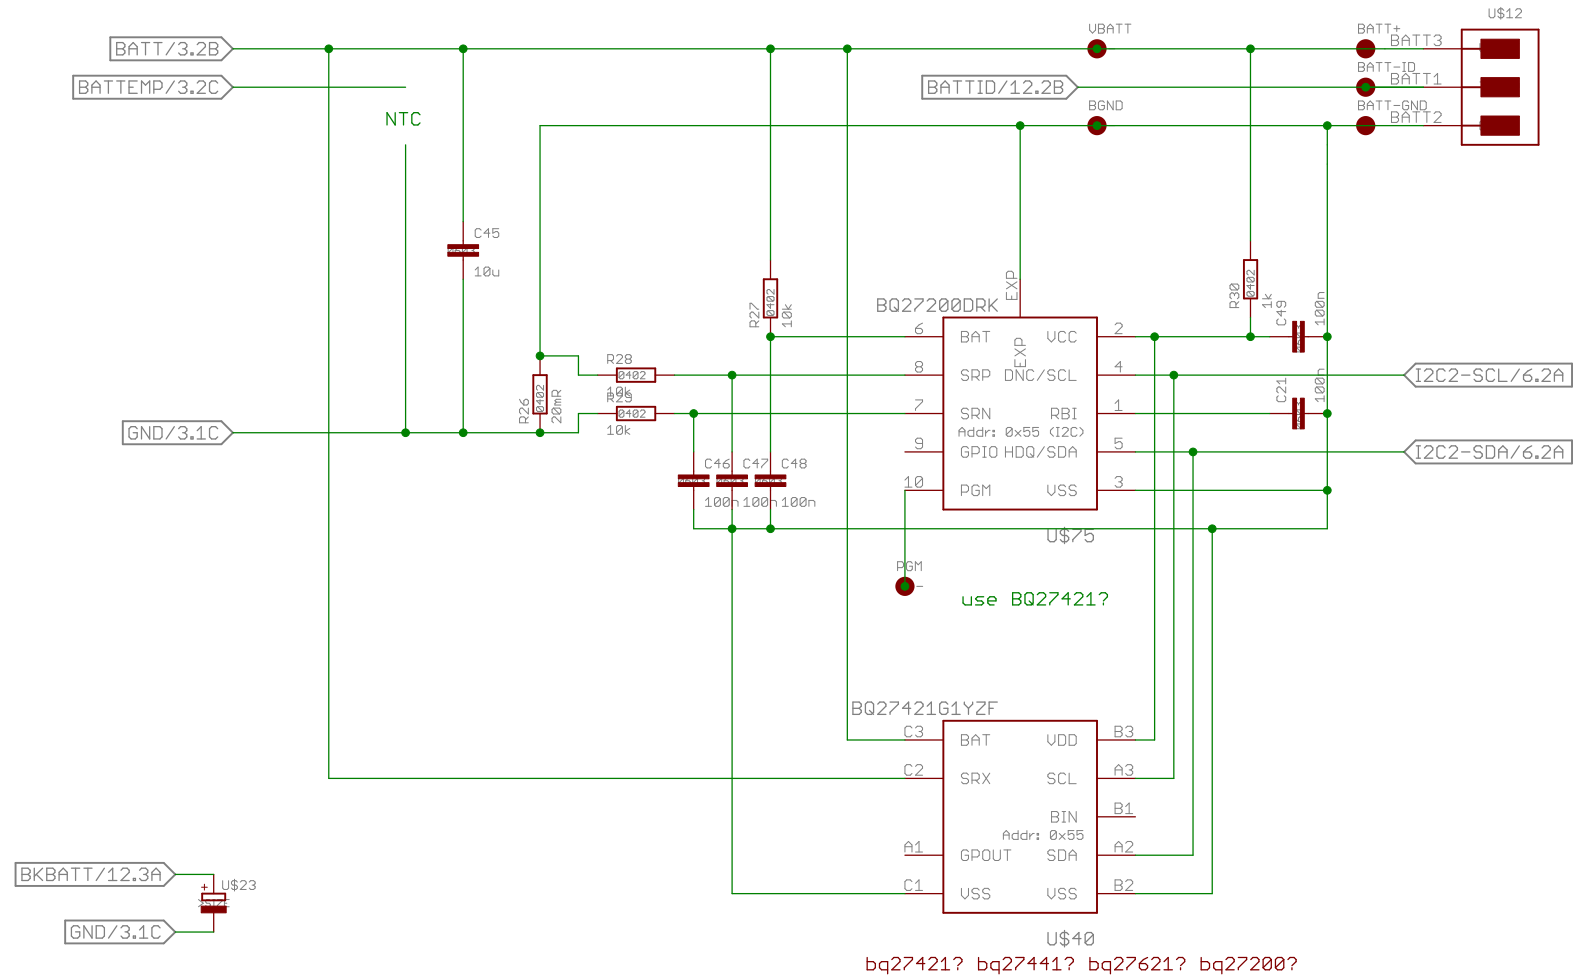 U$12
BATT/3.2B
VBATT
BATT+
BATT3
BATTEMP/3.2C
BATTID/12.2B
BATT-ID
BATT1
NTC
BGND
BATT-GND
BATT2
C45
10u
R27
0402
10k
BQ27200DRK
EXP
R30
0402
1k
C49
100n
6
BAT
EXP
VCC
2
R28
0402
10k
8
SRP
DNC/SCL
4
I2C2-SCL/6.2A
R26
0402
20mR
R29
0402
10k
7
SRN
RBI
1
C21
100n
GND/3.1C
Addr: 0x55 (I2C)
9
GPIO
HDQ/SDA
5
I2C2-SDA/6.2A
C46
C47
C48
100n
100n
100n
10
PGM
VSS
3
U$75
PGM
use BQ27421?
BQ27421G1YZF
C3
BAT
VDD
B3
C2
SRX
SCL
A3
BIN
B1
Addr: 0x55
A1
GPOUT
SDA
A2
C1
VSS
VSS
B2
BKBATT/12.3A
+
U$23
GND/3.1C
U$40
bq27421? bq27441? bq27621? bq27200?